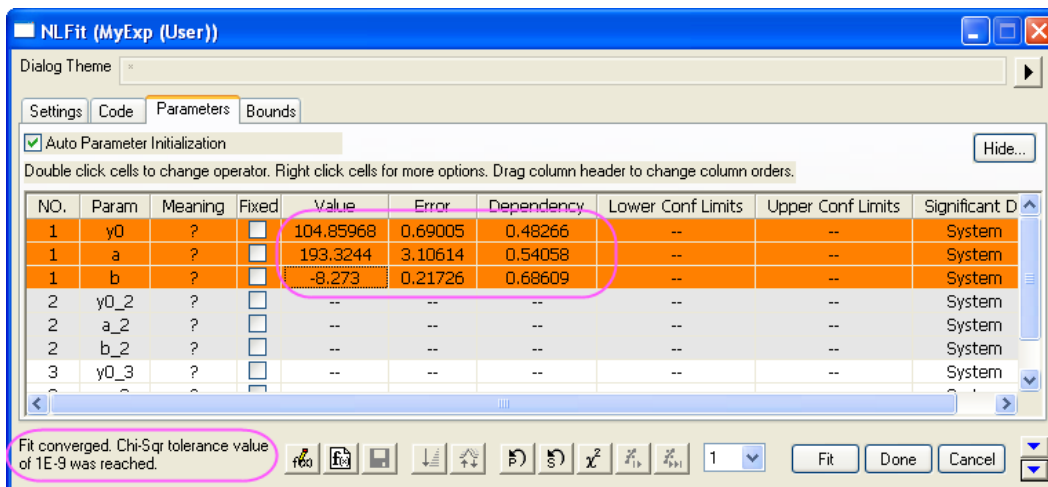 NLFit (MyExp (User))
Dialog Theme *
Settings Code Parameters Bounds
Auto Parameter Initialization
Hide...
Double click cells to change operator. Right click cells for more options. Drag column header to change column orders.
NO. Param Meaning Fixed Value Error Dependency Lower Conf Limits Upper Conf Limits Significant D
1 y0 ? 104.85968 0.69005 0.48266 -- -- System
1 a ? 193.3244 3.10614 0.54058 -- -- System
1 b ? -8.273 0.21726 0.68609 -- -- System
2 y0_2 ? -- -- -- -- -- System
2 a_2 ? -- -- -- -- -- System
2 b_2 ? -- -- -- -- -- System
3 y0_3 ? -- -- -- -- -- System
Fit converged. Chi-Sqr tolerance value
of 1E-9 was reached.
1
Fit Done Cancel